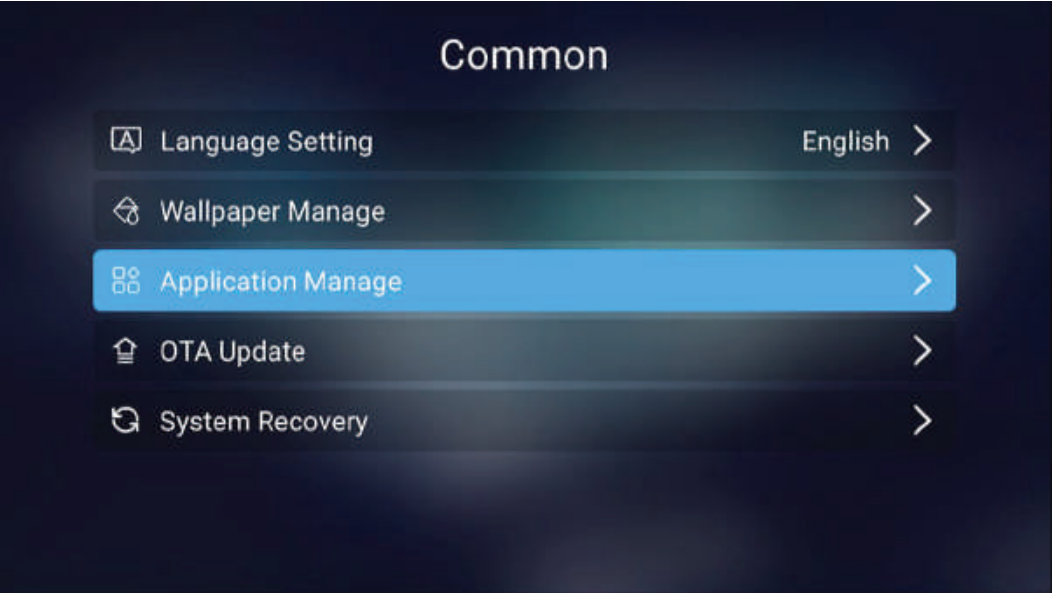 Common
Language Setting English
Wallpaper Manage
Application Manage
OTA Update
System Recovery